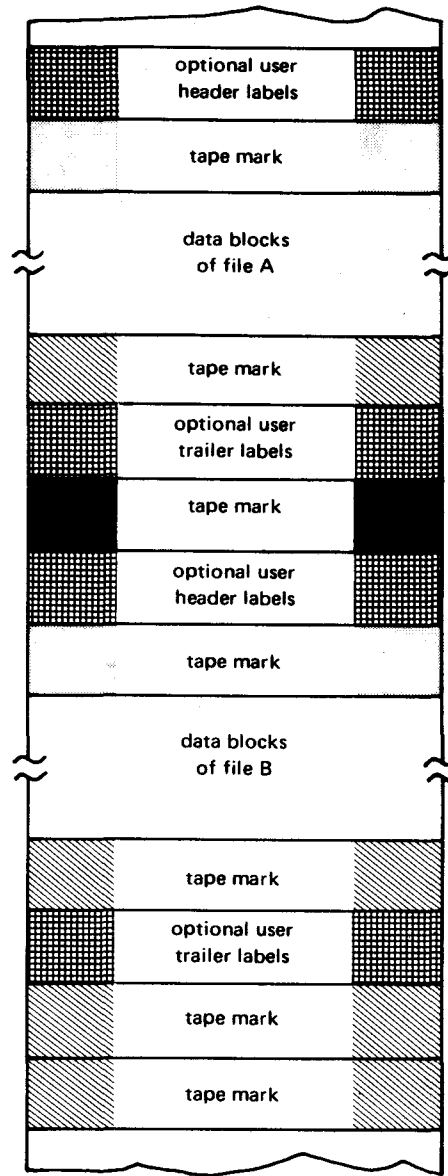 optional user
header labels
tape mark
data blocks
of file A
tape mark
optional user
trailer labels
tape mark
optional user
header labels
tape mark
data blocks
of file B
tape mark
optional user
trailer labels
tape mark
tape mark